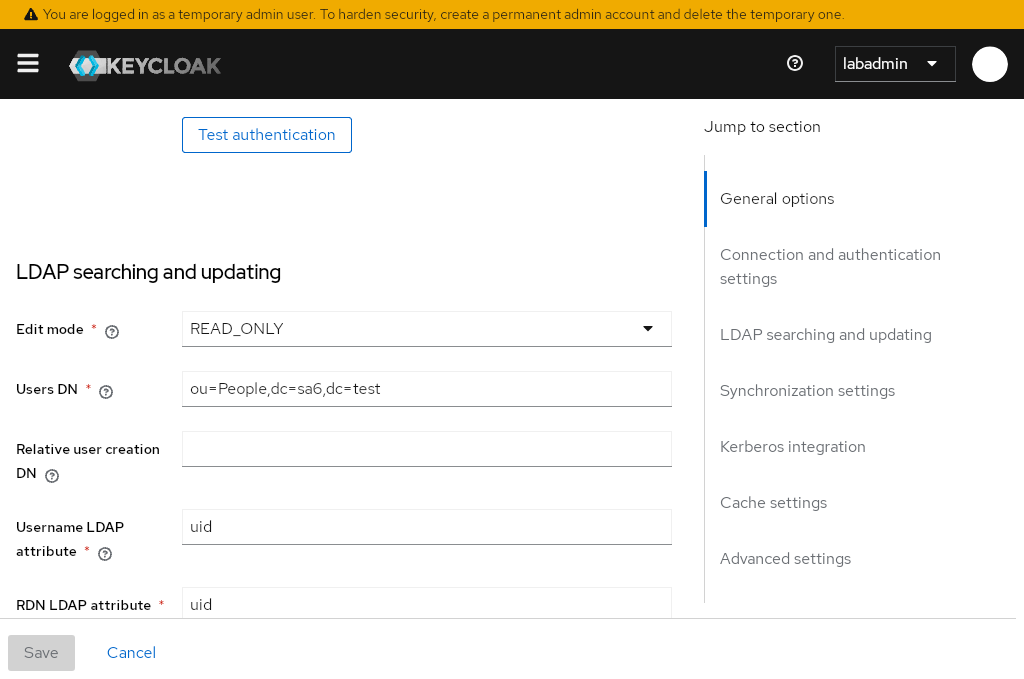 You are logged in as a temporary admin user. To harden security, create a permanent admin account and delete the temporary one.
KEYCLOAK
labadmin
Test authentication
LDAP searching and updating
Edit mode *
READ_ONLY
Users DN *
ou=People,dc=sa6,dc=test
Relative user creation
DN
Username LDAP
attribute *
uid
RDN LDAP attribute *
uid
Jump to section
General options
Connection and authentication
settings
LDAP searching and updating
Synchronization settings
Kerberos integration
Cache settings
Advanced settings
Save
Cancel